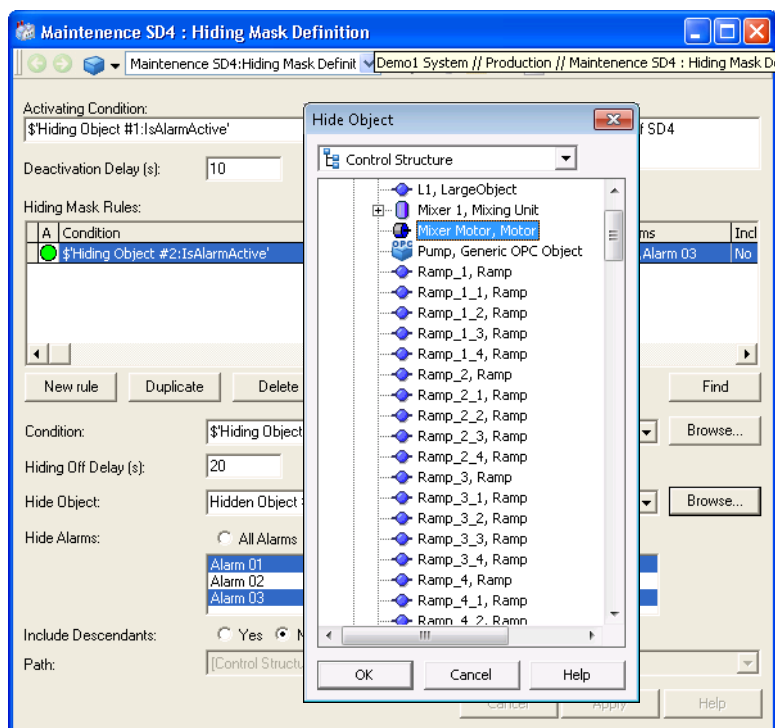 Maintenence SD4 : Hiding Mask Definition
Maintenence SD4:Hiding Mask Definit
Demo1 System // Production // Maintenence SD4 : Hiding Mask D
Activating Condition:
$'Hiding Object #1:IsAlarmActive'
SD4
Deactivation Delay (s):
10
Hiding Mask Rules:
A Condition
Incl
$'Hiding Object #2:IsAlarmActive'
Alarm 03
No
New rule
Duplicate
Delete
Find
Condition:
$'Hiding Object
Browse...
Hiding Off Delay (s):
20
Hide Object:
Hidden Object
Browse...
Hide Alarms:
All Alarms
Alarm 01
Alarm 02
Alarm 03
Include Descendants:
Yes
Path:
[Control Structu
Cancel
Apply
Help
Hide Object
Control Structure
L1, LargeObject
Mixer 1, Mixing Unit
Mixer Motor, Motor
OPC
Pump, Generic OPC Object
Ramp_1, Ramp
Ramp_1_1, Ramp
Ramp_1_2, Ramp
Ramp_1_3, Ramp
Ramp_1_4, Ramp
Ramp_2, Ramp
Ramp_2_1, Ramp
Ramp_2_2, Ramp
Ramp_2_3, Ramp
Ramp_2_4, Ramp
Ramp_3, Ramp
Ramp_3_1, Ramp
Ramp_3_2, Ramp
Ramp_3_3, Ramp
Ramp_3_4, Ramp
Ramp_4, Ramp
Ramp_4_1, Ramp
Ramp_4_2, Ramp
OK
Cancel
Help